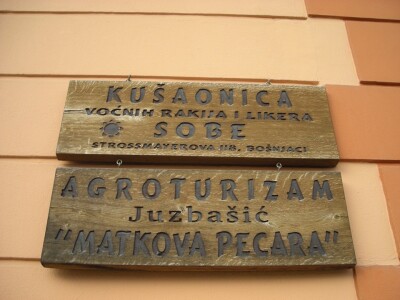 KUŠAONICA
VOĆNIH RAKIJA I LIKERA
SOBE
STROSSMAYEROVA 118, BOŠNJACI
AGROTURIZAM
Juzbašić
"MATKOVA PECARA"